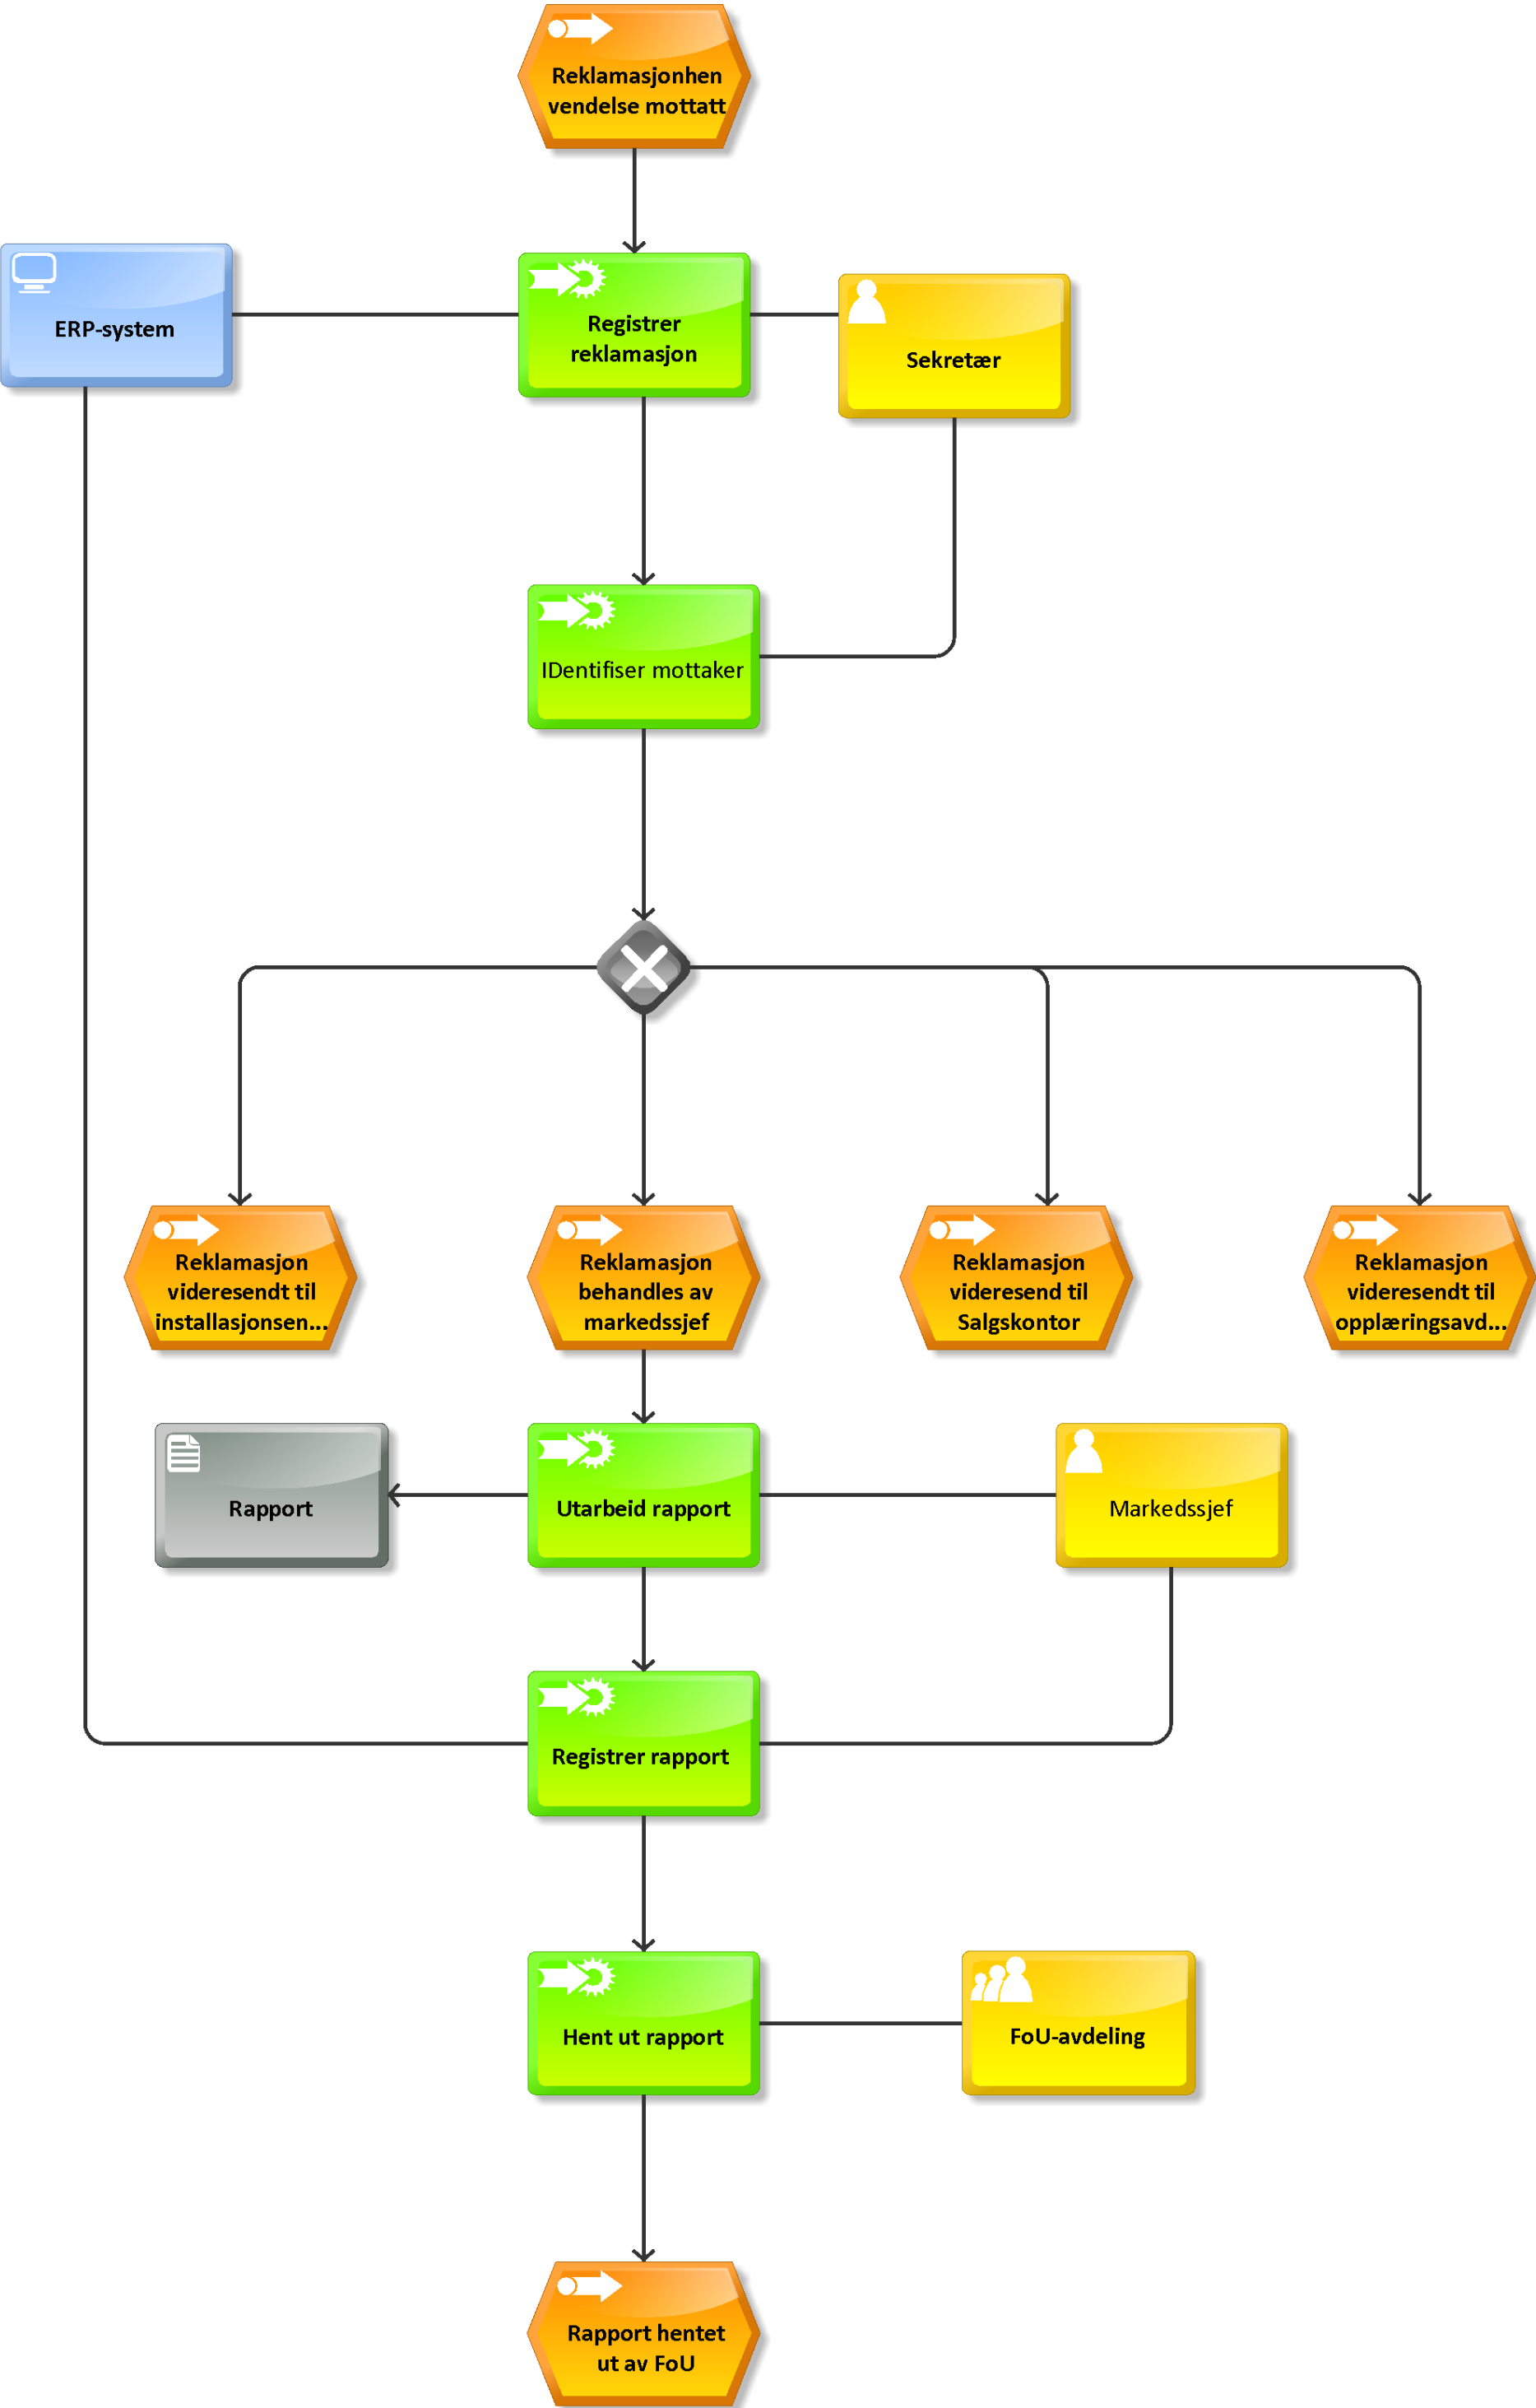 Reklamasjonhen
vendelse mottatt
ERP-system
Registrer
reklamasjon
Sekretær
IDentifiser mottaker
Reklamasjon
videresendt til
installasjonsen...
Reklamasjon
behandles av
markedssjef
Reklamasjon
videresend til
Salgskontor
Reklamasjon
videresendt til
opplæringsavd...
Rapport
Utarbeid rapport
Markedssjef
Registrer rapport
Hent ut rapport
FoU-avdeling
Rapport hentet
ut av FoU